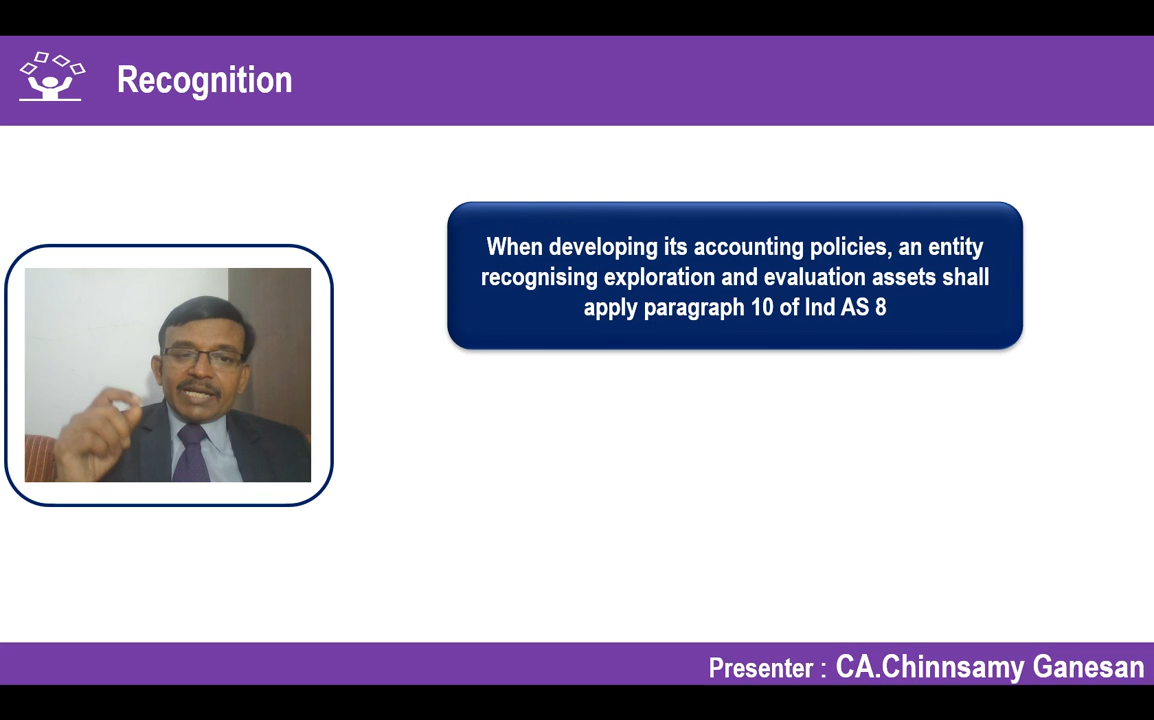 Recognition
When developing its accounting policies, an entity
recognising exploration and evaluation assets shall
apply paragraph 10 of Ind AS 8
Presenter : CA.Chinnsamy Ganesan